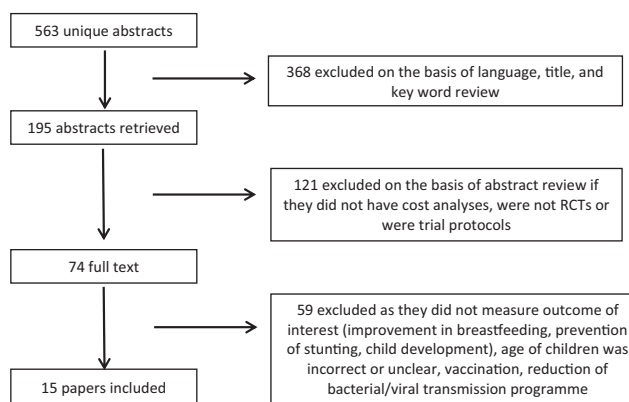 563 unique abstracts
368 excluded on the basis of language, title, and
key word review
195 abstracts retrieved
121 excluded on the basis of abstract review if
they did not have cost analyses, were not RCTs or
were trial protocols
74 full text
59 excluded as they did not measure outcome of
interest (improvement in breastfeeding, prevention
of stunting, child development), age of children was
incorrect or unclear, vaccination, reduction of
bacterial/viral transmission programme
15 papers included